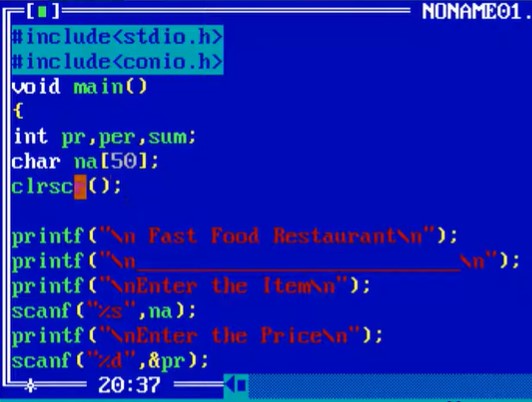 [■] NONAME01.
#include<stdio.h>
#include<conio.h>
void main()
{
int pr,per,sum;
char na[50];
clrscr();
printf("\n Fast Food Restaurant\n");
printf("\n__________________________\n");
printf("\nEnter the Item\n");
scanf("%s",na);
printf("\nEnter the Price\n");
scanf("%d",&pr);
20:37